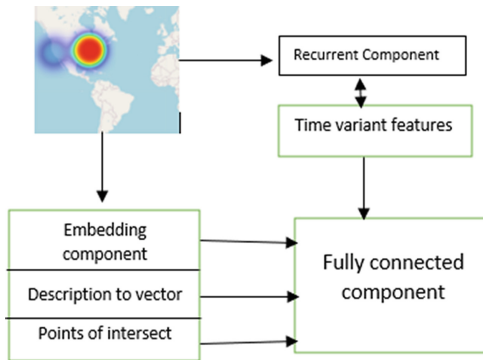 Recurrent Component
Time variant features
Embedding
component
Description to vector
Points of intersect
Fully connected
component